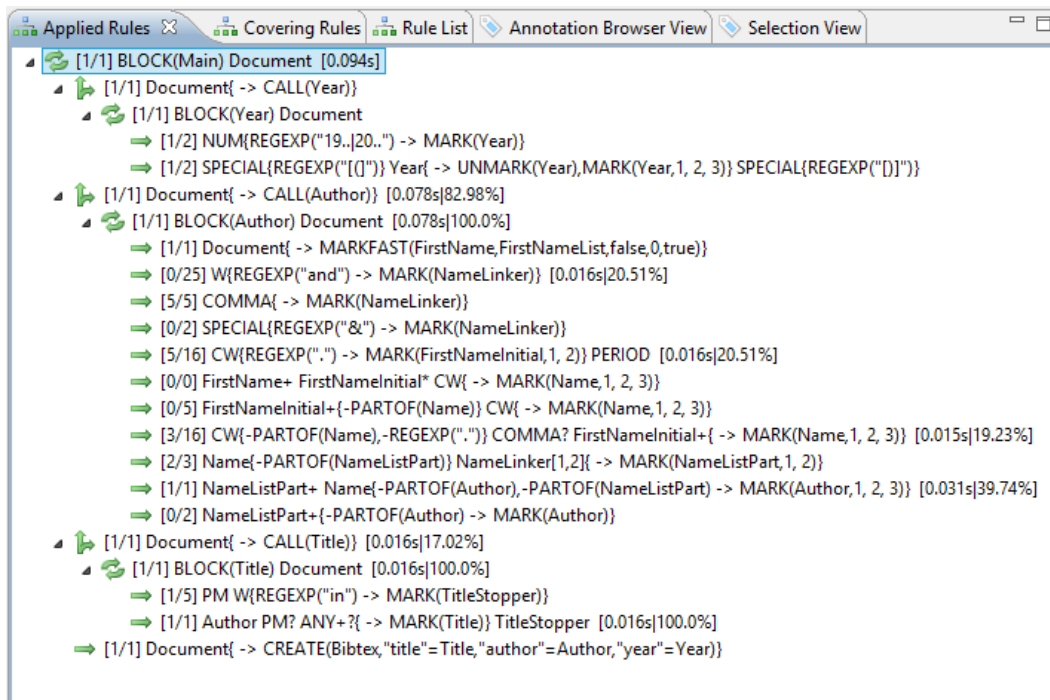 Applied Rules Covering Rules Rule List Annotation Browser View Selection View
[1/1] BLOCK(Main) Document [0.094s]
[1/1] Document{ -> CALL(Year)}
[1/1] BLOCK(Year) Document
[1/2] NUM{REGEXP("19..|20..") -> MARK(Year)}
[1/2] SPECIAL{REGEXP("[(]")} Year{ -> UNMARK(Year),MARK(Year,1, 2, 3)} SPECIAL{REGEXP("[)]")}
[1/1] Document{ -> CALL(Author)} [0.078s|82.98%]
[1/1] BLOCK(Author) Document [0.078s|100.0%]
[1/1] Document{ -> MARKFAST(FirstName,FirstNameList,false,0,true)}
[0/25] W{REGEXP("and") -> MARK(NameLinker)} [0.016s|20.51%]
[5/5] COMMA{ -> MARK(NameLinker)}
[0/2] SPECIAL{REGEXP("&") -> MARK(NameLinker)}
[5/16] CW{REGEXP(".") -> MARK(FirstNameInitial,1, 2)} PERIOD [0.016s|20.51%]
[0/0] FirstName+ FirstNameInitial* CW{ -> MARK(Name,1, 2, 3)}
[0/5] FirstNameInitial+{-PARTOF(Name)} CW{ -> MARK(Name,1, 2, 3)}
[3/16] CW{-PARTOF(Name),-REGEXP(".")} COMMA? FirstNameInitial+{ -> MARK(Name,1, 2, 3)} [0.015s|19.23%]
[2/3] Name{-PARTOF(NameListPart)} NameLinker[1,2]{ -> MARK(NameListPart,1, 2)}
[1/1] NameListPart+ Name{-PARTOF(Author),-PARTOF(NameListPart) -> MARK(Author,1, 2, 3)} [0.031s|39.74%]
[0/2] NameListPart+{-PARTOF(Author) -> MARK(Author)}
[1/1] Document{ -> CALL(Title)} [0.016s|17.02%]
[1/1] BLOCK(Title) Document [0.016s|100.0%]
[1/5] PM W{REGEXP("in") -> MARK(TitleStopper)}
[1/1] Author PM? ANY+?{ -> MARK(Title)} TitleStopper [0.016s|100.0%]
[1/1] Document{ -> CREATE(Bibtex,"title"=Title,"author"=Author,"year"=Year)}